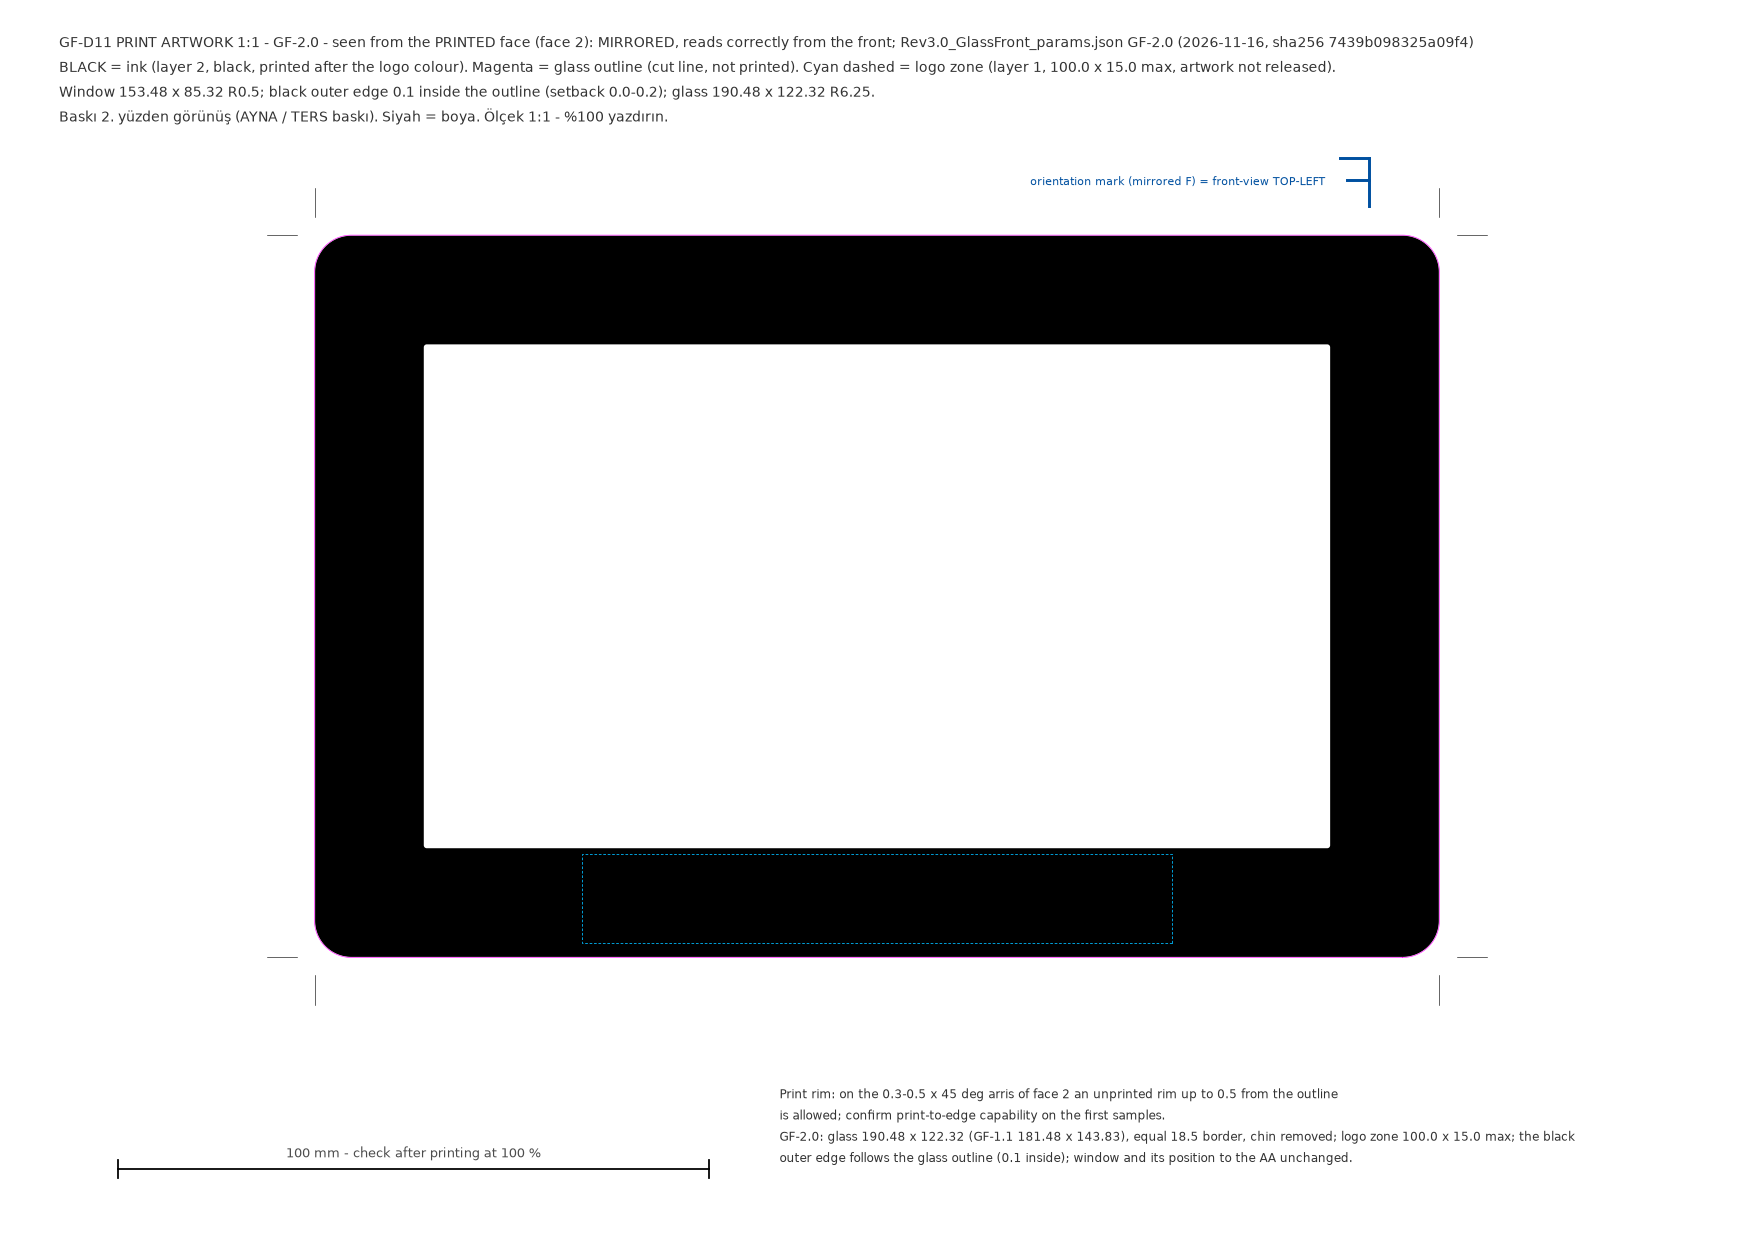 GF-D11 PRINT ARTWORK 1:1 - GF-2.0 - seen from the PRINTED face (face 2): MIRRORED, reads correctly from the front; Rev3.0_GlassFront_params.json GF-2.0 (2026-11-16, sha256 7439b098325a09f4)
BLACK = ink (layer 2, black, printed after the logo colour). Magenta = glass outline (cut line, not printed). Cyan dashed = logo zone (layer 1, 100.0 x 15.0 max, artwork not released).
Window 153.48 x 85.32 R0.5; black outer edge 0.1 inside the outline (setback 0.0-0.2); glass 190.48 x 122.32 R6.25.
Baskı 2. yüzden görünüş (AYNA / TERS baskı). Siyah = boya. Ölçek 1:1 - %100 yazdırın.
orientation mark (mirrored F) = front-view TOP-LEFT
Print rim: on the 0.3-0.5 x 45 deg arris of face 2 an unprinted rim up to 0.5 from the outline
is allowed; confirm print-to-edge capability on the first samples.
GF-2.0: glass 190.48 x 122.32 (GF-1.1 181.48 x 143.83), equal 18.5 border, chin removed; logo zone 100.0 x 15.0 max; the black
outer edge follows the glass outline (0.1 inside); window and its position to the AA unchanged.
100 mm - check after printing at 100 %